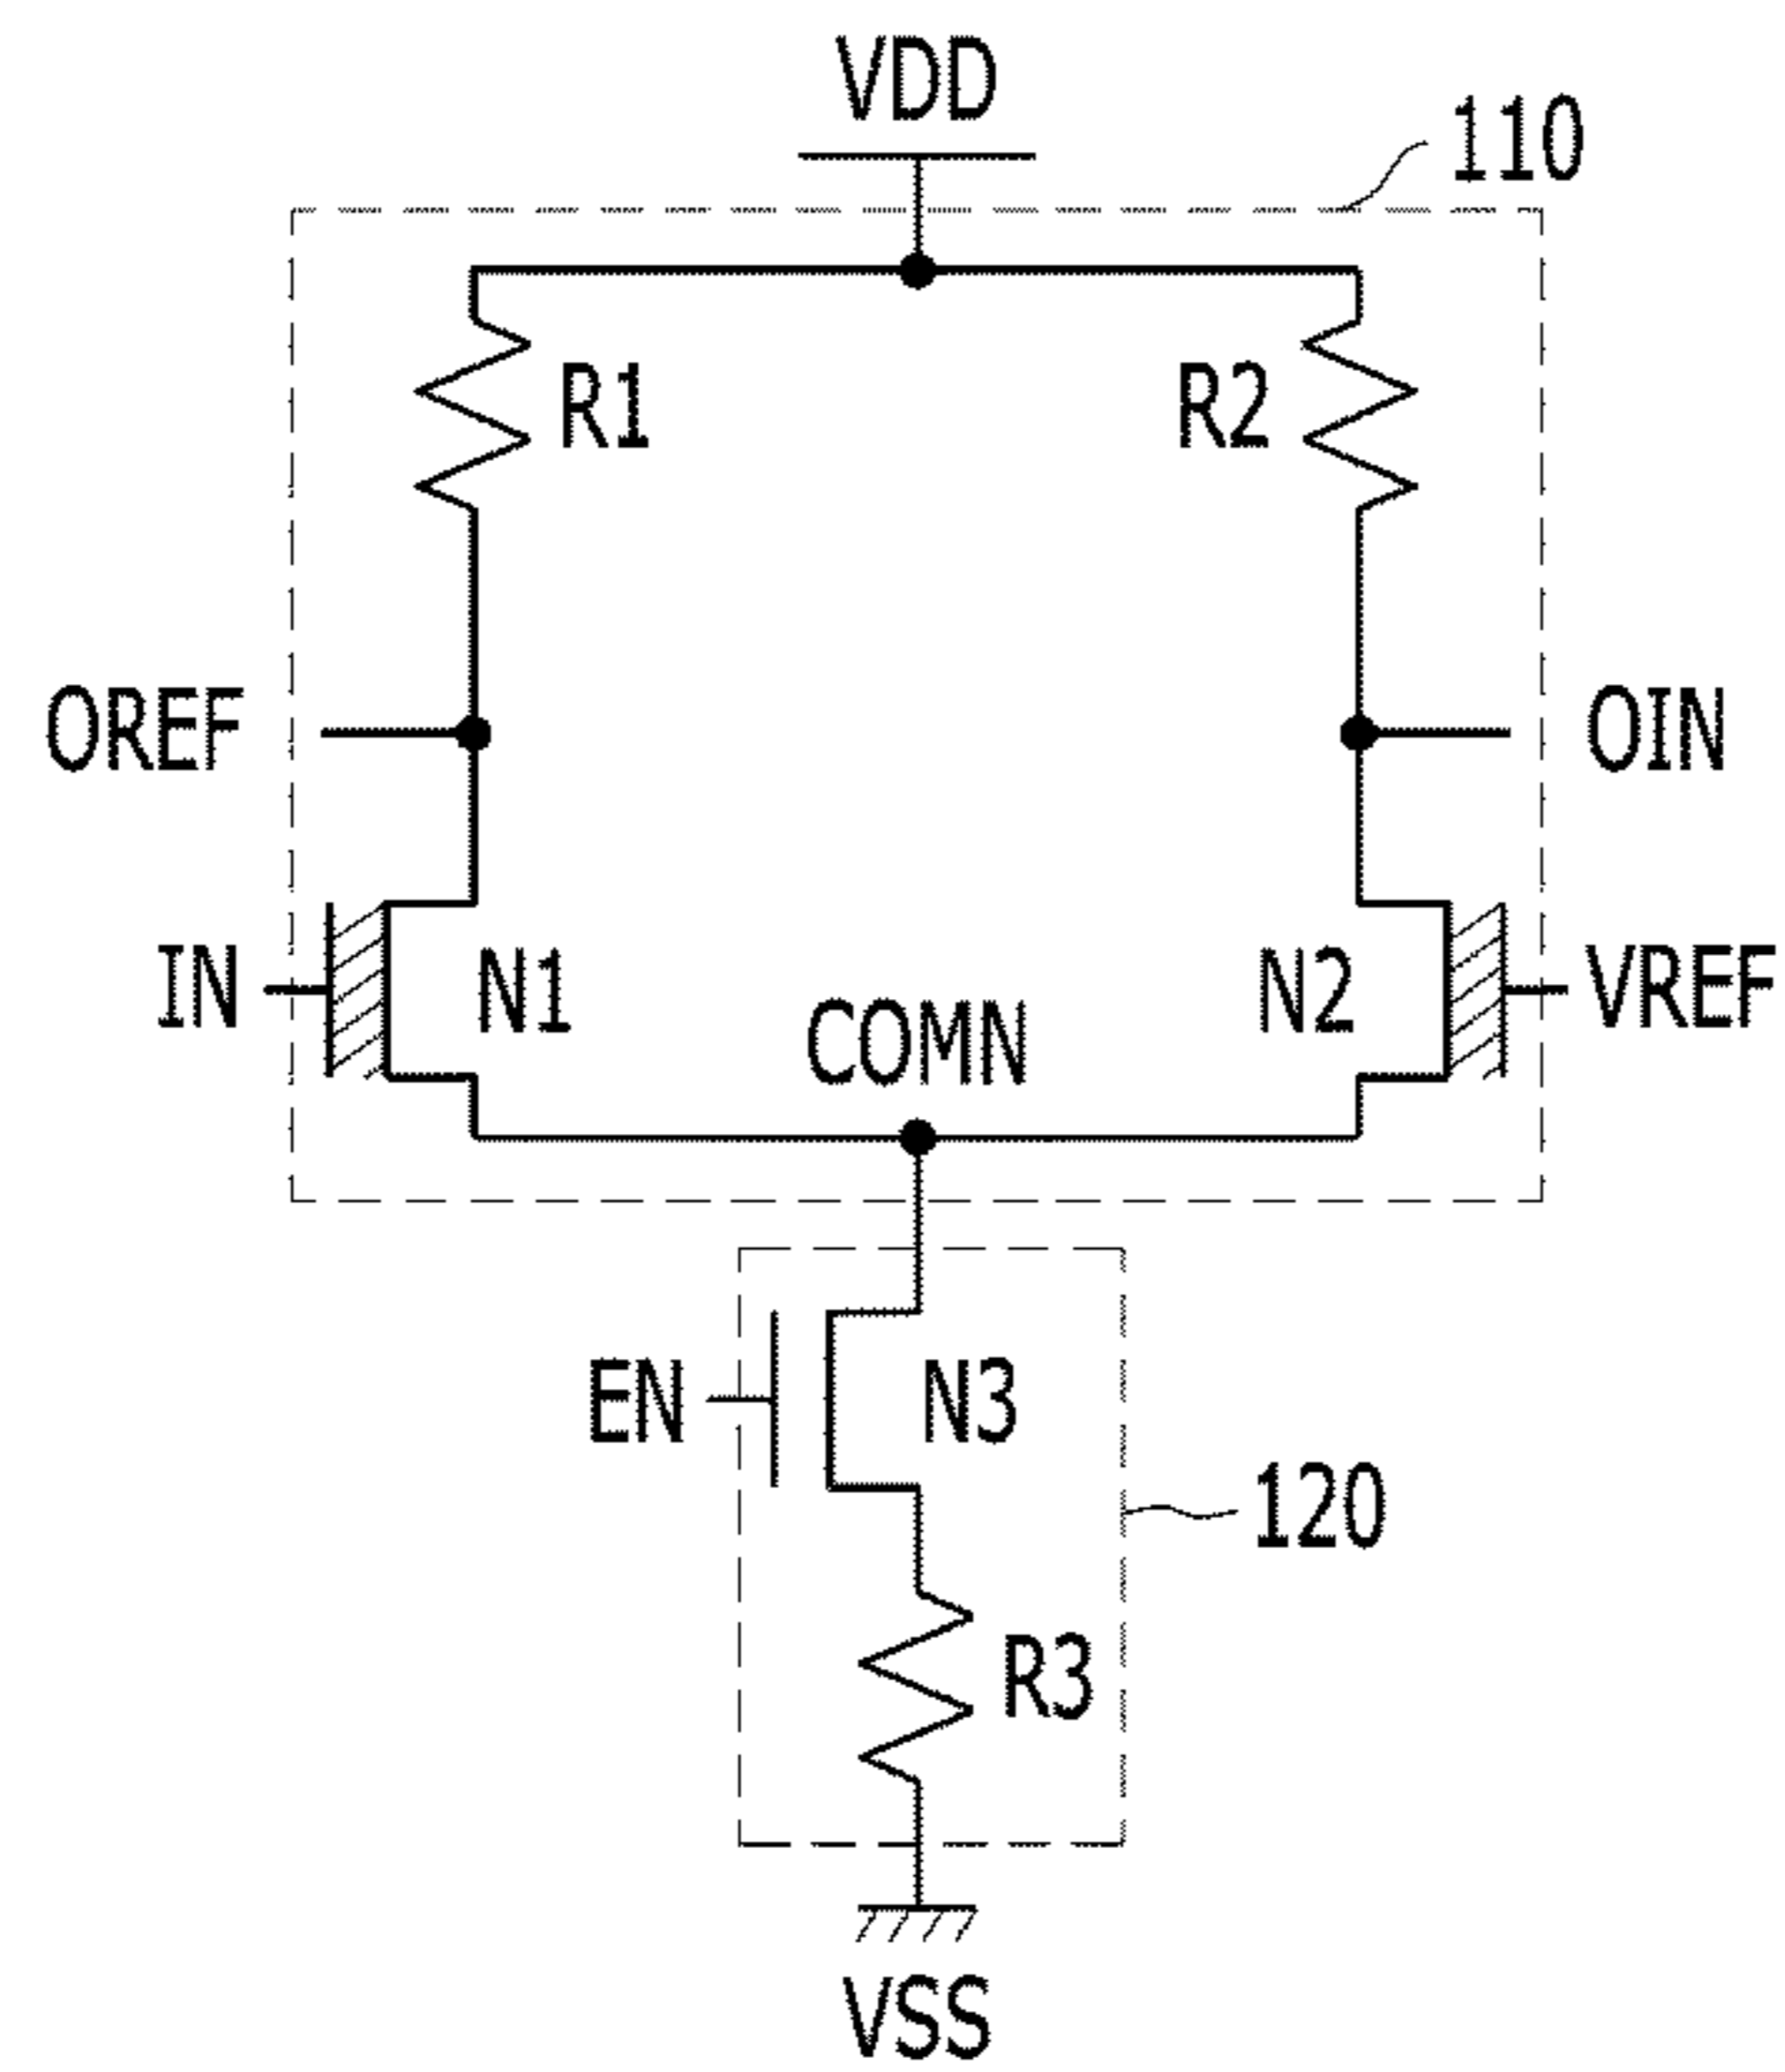 VDD
110
R1
R2
OREF
OIN
IN
N1
COMN
N2
VREF
EN
N3
120
R3
VSS